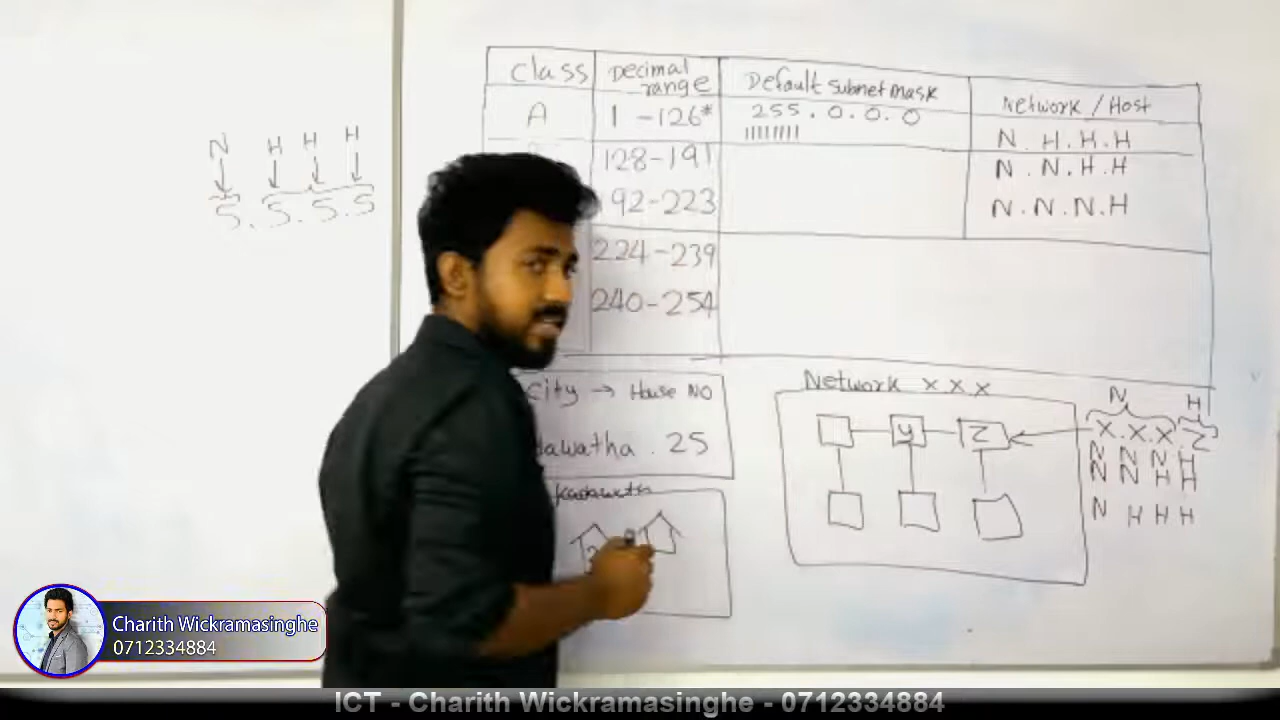 Class Decimal range Default subnet mask Network / Host
A 1 - 126* 255 . 0 . 0 . 0 N . H . H . H
11111111
128 - 191 N . N . H . H
92 - 223 N . N . N . H
224 - 239
240 - 254
N H H H
5 . 5 . 5 . 5
City → House NO
dawatha . 25
Network x x x
y z
N H
X . X . X . Z
N N N H
N N H H
N H H H
Charith Wickramasinghe
0712334884
ICT - Charith Wickramasinghe - 0712334884